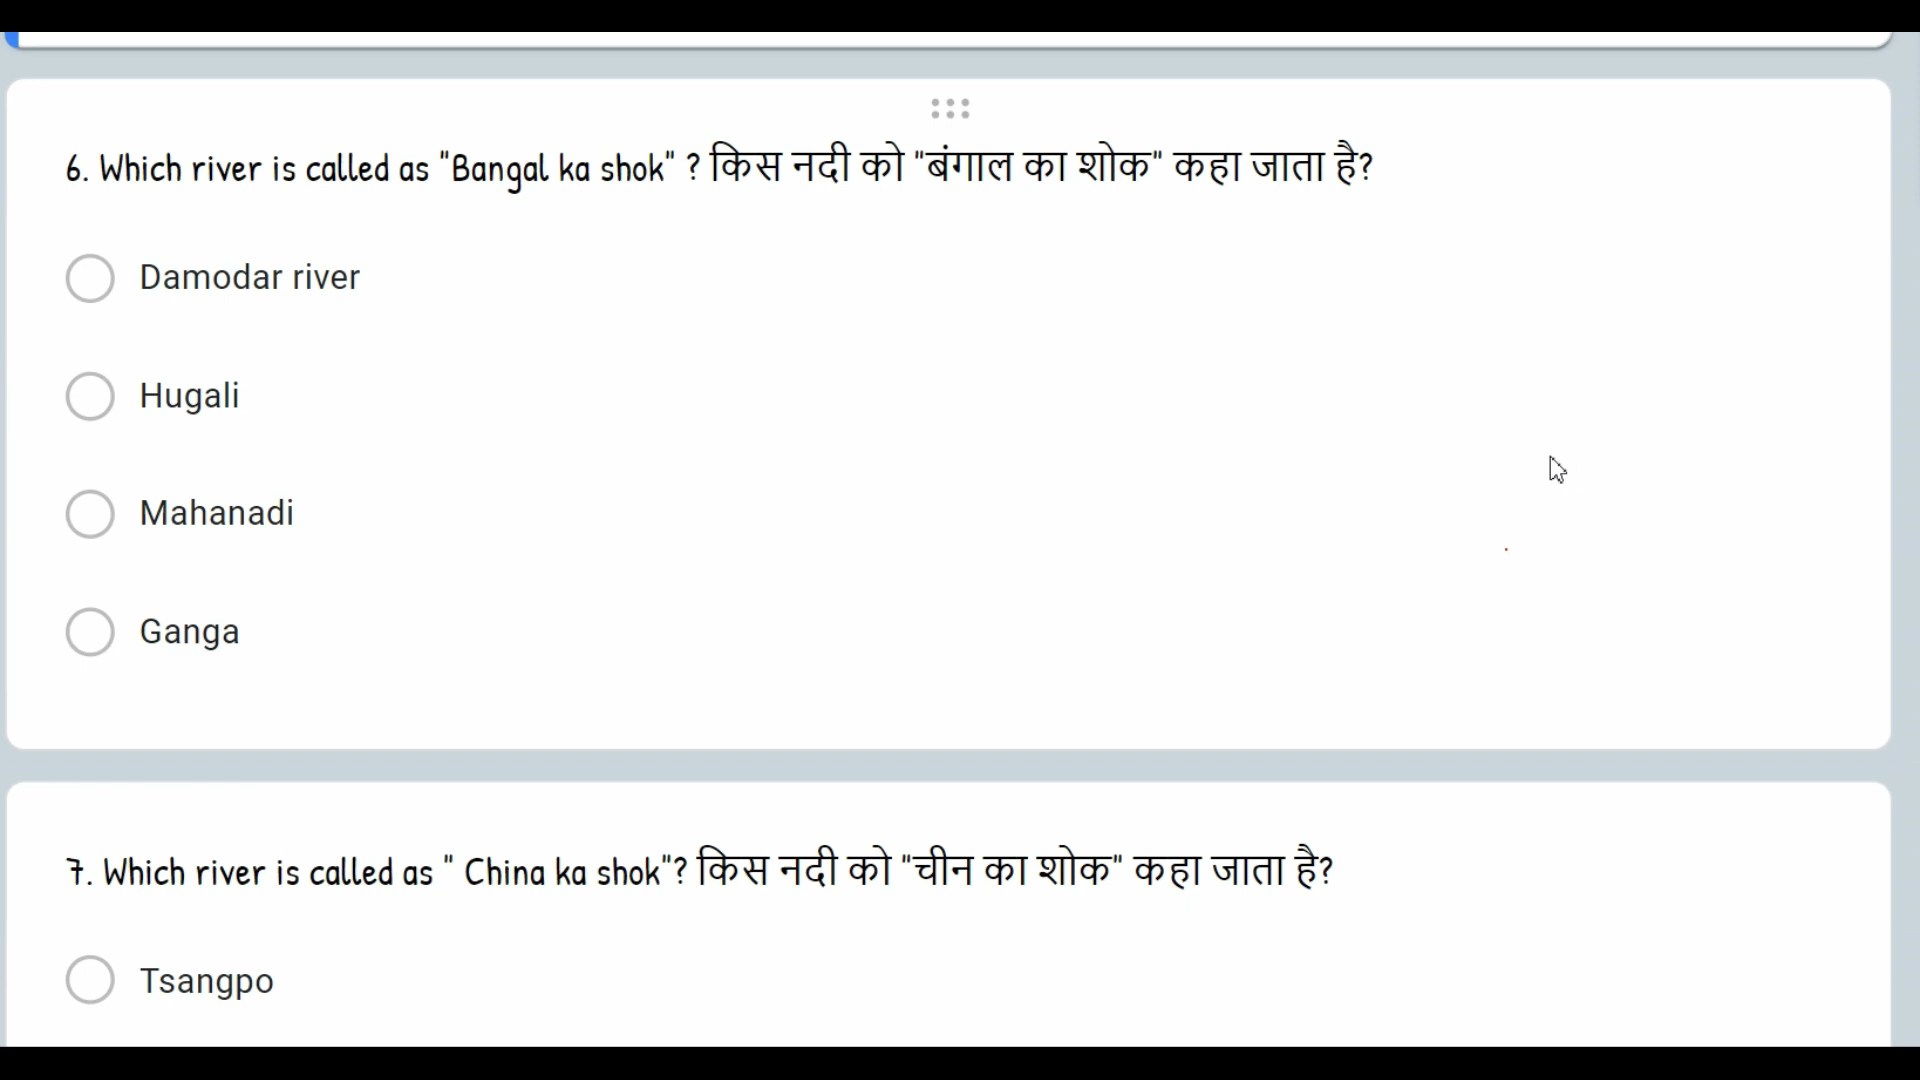 6. Which river is called as "Bangal ka shok" ? किस नदी को "बंगाल का शोक" कहा जाता है?
Damodar river
Hugali
Mahanadi
Ganga
7. Which river is called as " China ka shok"? किस नदी को "चीन का शोक" कहा जाता है?
Tsangpo